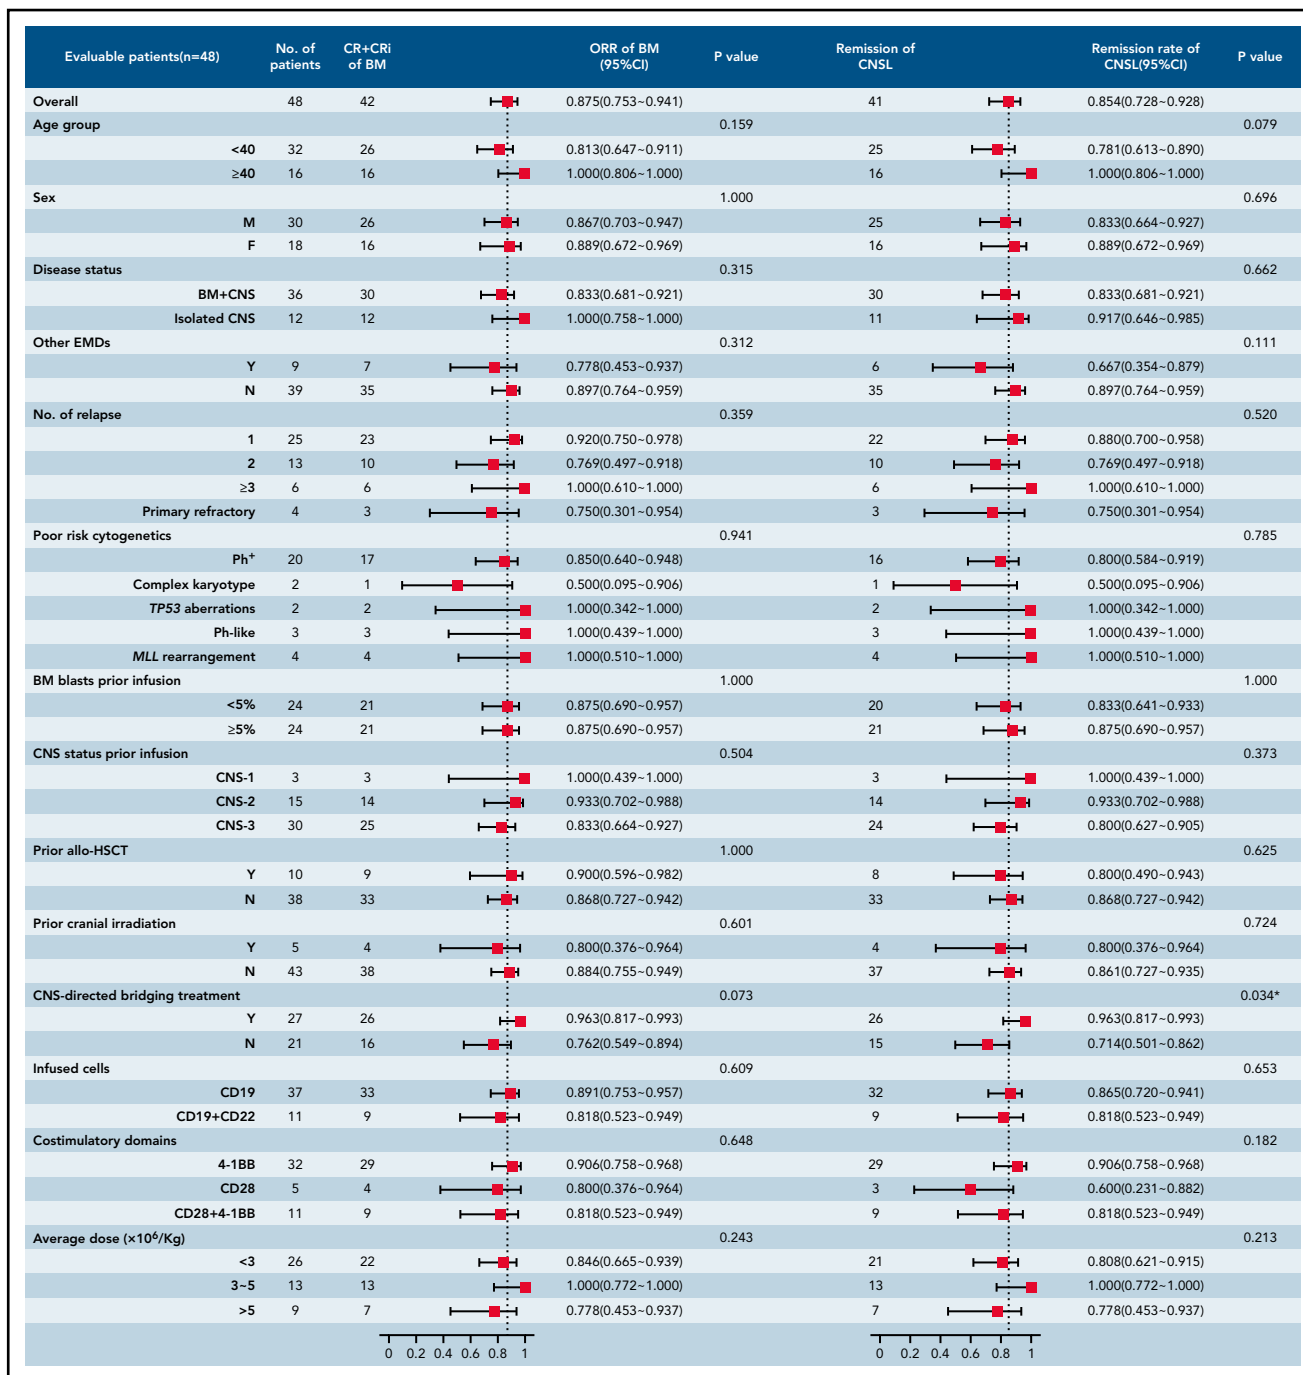 Evaluable patients(n=48) No. of patients CR+CRi of BM ORR of BM (95%CI) P value Remission of CNSL Remission rate of CNSL(95%CI) P value
Overall 48 42 0.875(0.753~0.941) 41 0.854(0.728~0.928)
Age group 0.159 0.079
<40 32 26 0.813(0.647~0.911) 25 0.781(0.613~0.890)
≥40 16 16 1.000(0.806~1.000) 16 1.000(0.806~1.000)
Sex 1.000 0.696
M 30 26 0.867(0.703~0.947) 25 0.833(0.664~0.927)
F 18 16 0.889(0.672~0.969) 16 0.889(0.672~0.969)
Disease status 0.315 0.662
BM+CNS 36 30 0.833(0.681~0.921) 30 0.833(0.681~0.921)
Isolated CNS 12 12 1.000(0.758~1.000) 11 0.917(0.646~0.985)
Other EMDs 0.312 0.111
Y 9 7 0.778(0.453~0.937) 6 0.667(0.354~0.879)
N 39 35 0.897(0.764~0.959) 35 0.897(0.764~0.959)
No. of relapse 0.359 0.520
1 25 23 0.920(0.750~0.978) 22 0.880(0.700~0.958)
2 13 10 0.769(0.497~0.918) 10 0.769(0.497~0.918)
≥3 6 6 1.000(0.610~1.000) 6 1.000(0.610~1.000)
Primary refractory 4 3 0.750(0.301~0.954) 3 0.750(0.301~0.954)
Poor risk cytogenetics 0.941 0.785
Ph⁺ 20 17 0.850(0.640~0.948) 16 0.800(0.584~0.919)
Complex karyotype 2 1 0.500(0.095~0.906) 1 0.500(0.095~0.906)
TP53 aberrations 2 2 1.000(0.342~1.000) 2 1.000(0.342~1.000)
Ph-like 3 3 1.000(0.439~1.000) 3 1.000(0.439~1.000)
MLL rearrangement 4 4 1.000(0.510~1.000) 4 1.000(0.510~1.000)
BM blasts prior infusion 1.000 1.000
<5% 24 21 0.875(0.690~0.957) 20 0.833(0.641~0.933)
≥5% 24 21 0.875(0.690~0.957) 21 0.875(0.690~0.957)
CNS status prior infusion 0.504 0.373
CNS-1 3 3 1.000(0.439~1.000) 3 1.000(0.439~1.000)
CNS-2 15 14 0.933(0.702~0.988) 14 0.933(0.702~0.988)
CNS-3 30 25 0.833(0.664~0.927) 24 0.800(0.627~0.905)
Prior allo-HSCT 1.000 0.625
Y 10 9 0.900(0.596~0.982) 8 0.800(0.490~0.943)
N 38 33 0.868(0.727~0.942) 33 0.868(0.727~0.942)
Prior cranial irradiation 0.601 0.724
Y 5 4 0.800(0.376~0.964) 4 0.800(0.376~0.964)
N 43 38 0.884(0.755~0.949) 37 0.861(0.727~0.935)
CNS-directed bridging treatment 0.073 0.034*
Y 27 26 0.963(0.817~0.993) 26 0.963(0.817~0.993)
N 21 16 0.762(0.549~0.894) 15 0.714(0.501~0.862)
Infused cells 0.609 0.653
CD19 37 33 0.891(0.753~0.957) 32 0.865(0.720~0.941)
CD19+CD22 11 9 0.818(0.523~0.949) 9 0.818(0.523~0.949)
Costimulatory domains 0.648 0.182
4-1BB 32 29 0.906(0.758~0.968) 29 0.906(0.758~0.968)
CD28 5 4 0.800(0.376~0.964) 3 0.600(0.231~0.882)
CD28+4-1BB 11 9 0.818(0.523~0.949) 9 0.818(0.523~0.949)
Average dose (×10⁶/Kg) 0.243 0.213
<3 26 22 0.846(0.665~0.939) 21 0.808(0.621~0.915)
3~5 13 13 1.000(0.772~1.000) 13 1.000(0.772~1.000)
>5 9 7 0.778(0.453~0.937) 7 0.778(0.453~0.937)
0 0.2 0.4 0.6 0.8 1 0 0.2 0.4 0.6 0.8 1